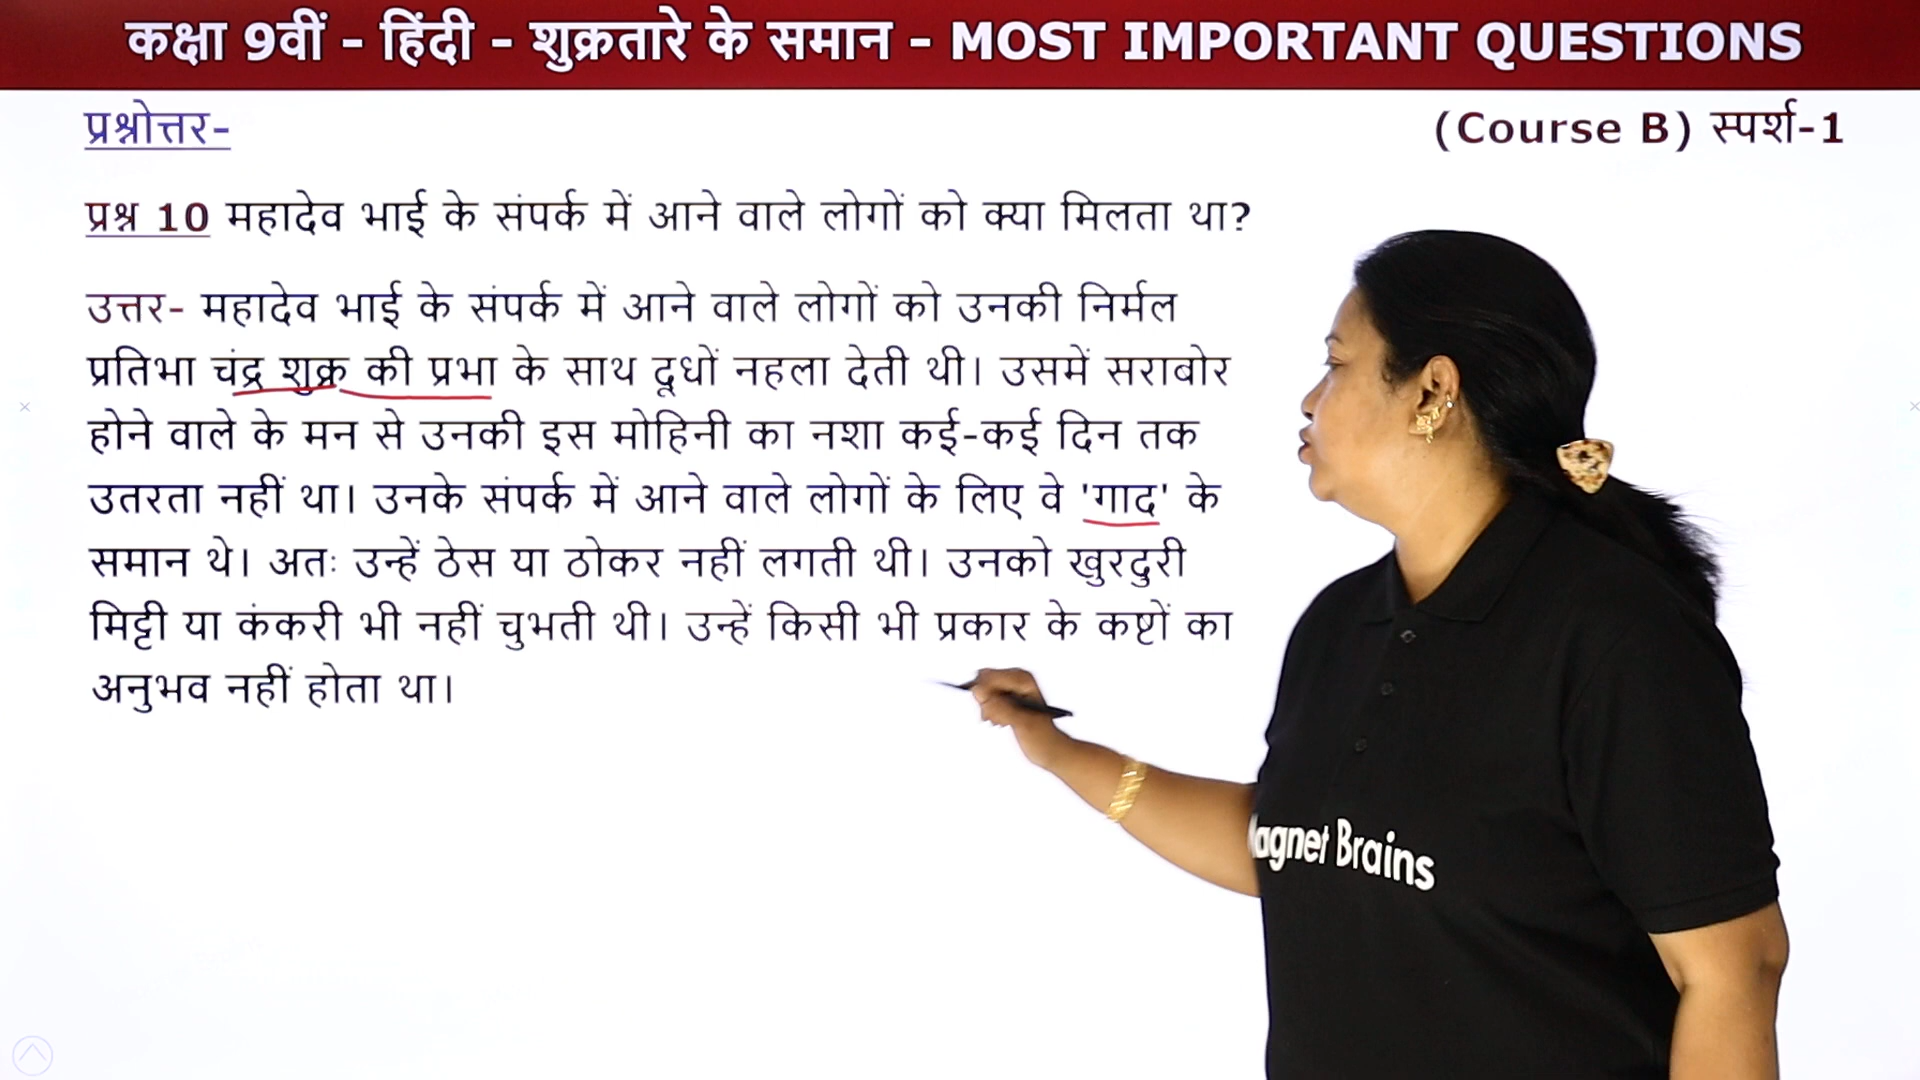 कक्षा 9वीं - हिंदी - शुक्रतारे के समान - MOST IMPORTANT QUESTIONS
प्रश्नोत्तर-
(Course B) स्पर्श-1
प्रश्न 10 महादेव भाई के संपर्क में आने वाले लोगों को क्या मिलता था?
उत्तर- महादेव भाई के संपर्क में आने वाले लोगों को उनकी निर्मल
प्रतिभा चंद्र शुक्र की प्रभा के साथ दूधों नहला देती थी। उसमें सराबोर
होने वाले के मन से उनकी इस मोहिनी का नशा कई-कई दिन तक
उतरता नहीं था। उनके संपर्क में आने वाले लोगों के लिए वे 'गाद' के
समान थे। अतः उन्हें ठेस या ठोकर नहीं लगती थी। उनको खुरदुरी
मिट्टी या कंकरी भी नहीं चुभती थी। उन्हें किसी भी प्रकार के कष्टों का
अनुभव नहीं होता था।
agnet Brains